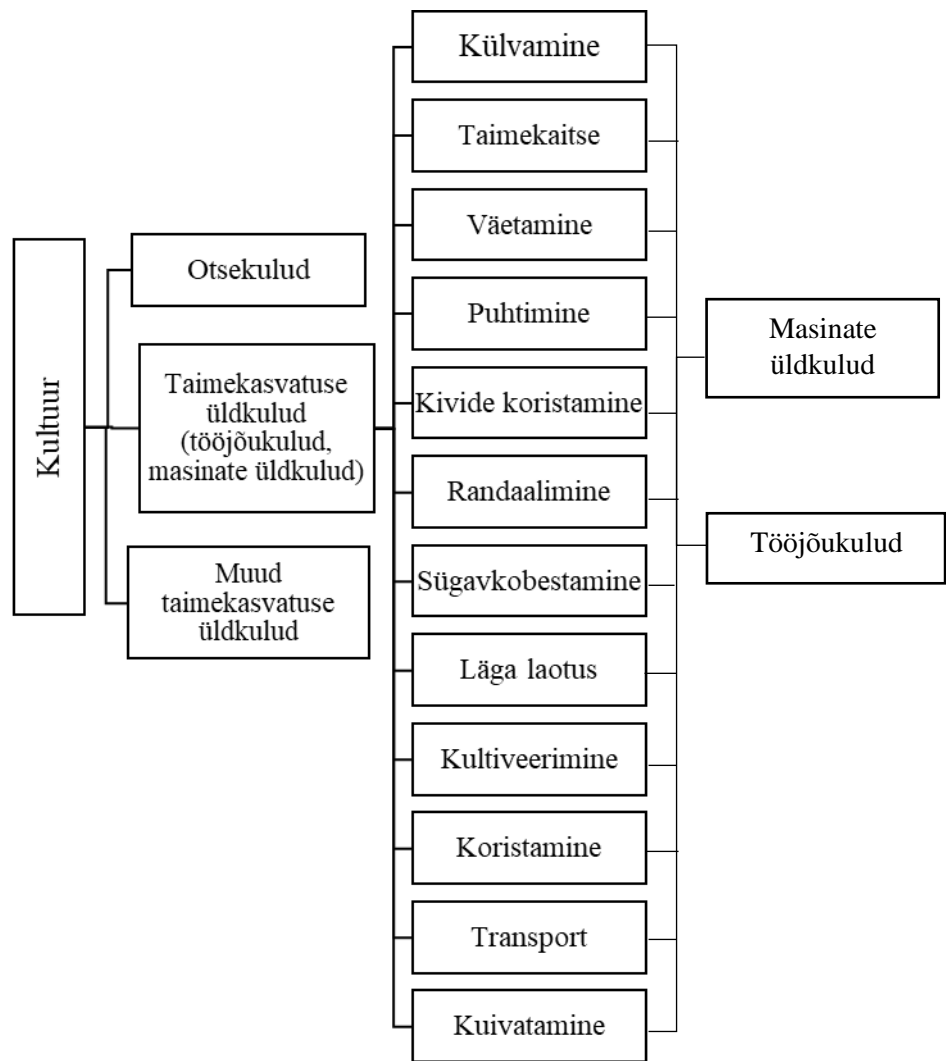 Kultuur
Otsekulud
Taimekasvatuse
üldkulud
(tööjõukulud,
masinate üldkulud)
Muud
taimekasvatuse
üldkulud
Külvamine
Taimekaitse
Väetamine
Puhtimine
Kivide koristamine
Randaalimine
Sügavkobestamine
Läga laotus
Kultiveerimine
Koristamine
Transport
Kuivatamine
Masinate
üldkulud
Tööjõukulud